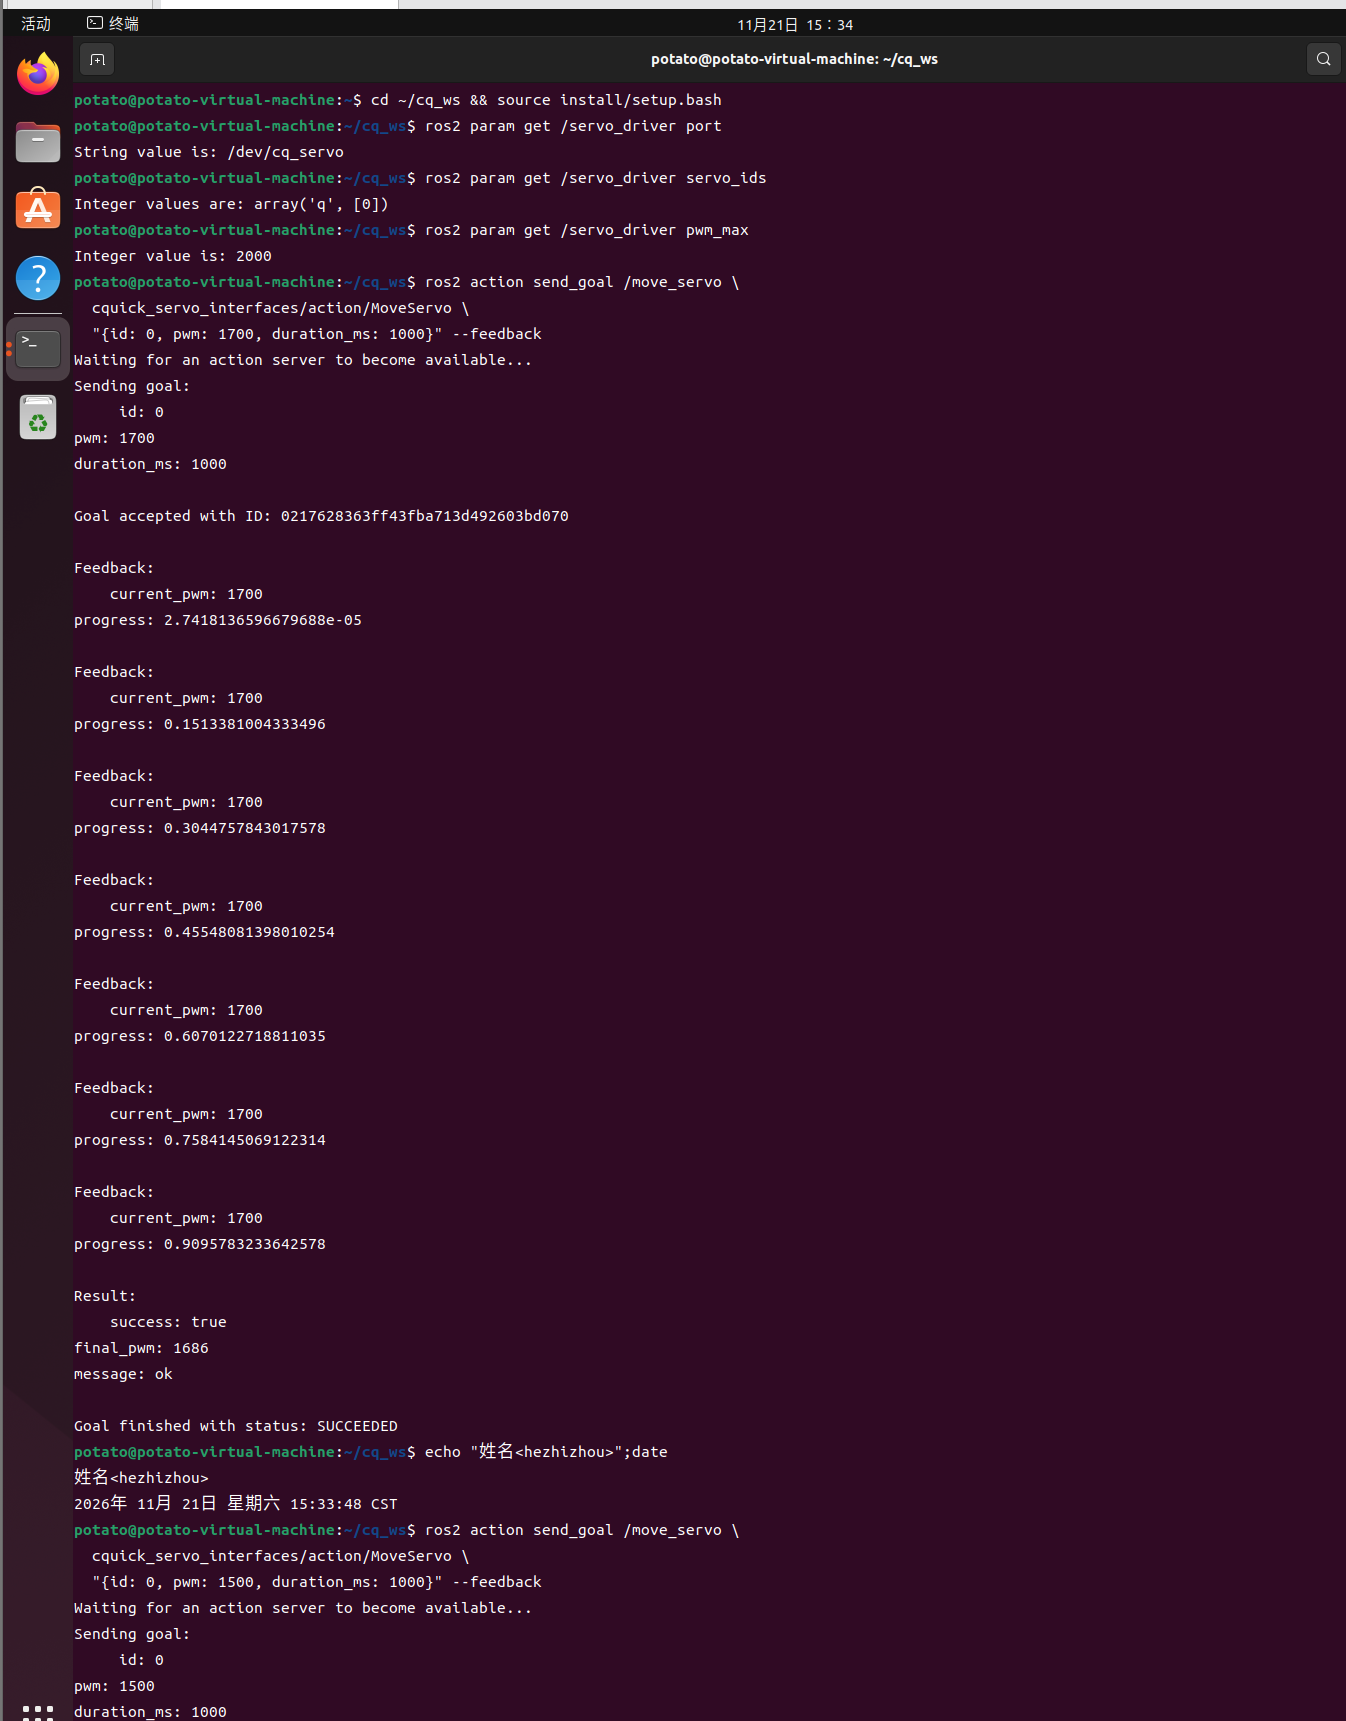 活动 终端 11月21日 15：34
potato@potato-virtual-machine: ~/cq_ws
potato@potato-virtual-machine:~$ cd ~/cq_ws && source install/setup.bash
potato@potato-virtual-machine:~/cq_ws$ ros2 param get /servo_driver port
String value is: /dev/cq_servo
potato@potato-virtual-machine:~/cq_ws$ ros2 param get /servo_driver servo_ids
Integer values are: array('q', [0])
potato@potato-virtual-machine:~/cq_ws$ ros2 param get /servo_driver pwm_max
Integer value is: 2000
potato@potato-virtual-machine:~/cq_ws$ ros2 action send_goal /move_servo \
  cquick_servo_interfaces/action/MoveServo \
  "{id: 0, pwm: 1700, duration_ms: 1000}" --feedback
Waiting for an action server to become available...
Sending goal:
     id: 0
pwm: 1700
duration_ms: 1000

Goal accepted with ID: 0217628363ff43fba713d492603bd070

Feedback:
    current_pwm: 1700
progress: 2.7418136596679688e-05

Feedback:
    current_pwm: 1700
progress: 0.1513381004333496

Feedback:
    current_pwm: 1700
progress: 0.3044757843017578

Feedback:
    current_pwm: 1700
progress: 0.45548081398010254

Feedback:
    current_pwm: 1700
progress: 0.6070122718811035

Feedback:
    current_pwm: 1700
progress: 0.7584145069122314

Feedback:
    current_pwm: 1700
progress: 0.9095783233642578

Result:
    success: true
final_pwm: 1686
message: ok

Goal finished with status: SUCCEEDED
potato@potato-virtual-machine:~/cq_ws$ echo "姓名<hezhizhou>";date
姓名<hezhizhou>
2026年 11月 21日 星期六 15:33:48 CST
potato@potato-virtual-machine:~/cq_ws$ ros2 action send_goal /move_servo \
  cquick_servo_interfaces/action/MoveServo \
  "{id: 0, pwm: 1500, duration_ms: 1000}" --feedback
Waiting for an action server to become available...
Sending goal:
     id: 0
pwm: 1500
duration_ms: 1000